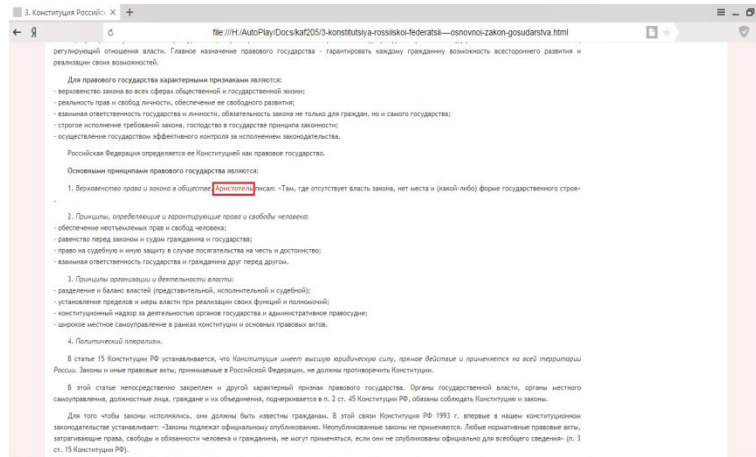 3. Конституция Российс
file:///H:/AutoPlay/Docs/kaf205/3-konstitutsiya-rossiiskoi-federatsii—-osnovnoi-zakon-gosudarstva.html
регулирующий отношения власти. Главное назначение правового государства - гарантировать каждому гражданину возможность всестороннего развития и
реализации своих возможностей.
Для правового государства характерными признаками являются:
- верховенство закона во всех сферах общественной и государственной жизни;
- реальность прав и свобод личности, обеспечение ее свободного развития;
- взаимная ответственность государства и личности, обязательность закона не только для граждан, но и самого государства;
- строгое исполнение требований закона, господство в государстве принципа законности;
- осуществление государством эффективного контроля за исполнением законодательства.
Российская Федерация определяется ее Конституцией как правовое государство.
Основными принципами правового государства являются:
1. Верховенство права и закона в обществе. Аристотель писал: «Там, где отсутствует власть закона, нет места и (какой-либо) форме государственного строя»
.
2. Принципы, определяющие и гарантирующие права и свободы человека:
- обеспечение неотъемлемых прав и свобод человека;
- равенство перед законом и судом гражданина и государства;
- право на судебную и иную защиту в случае посягательства на честь и достоинство;
- взаимная ответственность государства и гражданина друг перед другом.
3. Принципы организации и деятельности власти:
- разделение и баланс властей (представительной, исполнительной и судебной);
- установление пределов и меры власти при реализации своих функций и полномочий;
- конституционный надзор за деятельностью органов государства и административное правосудие;
- широкое местное самоуправление в рамках конституции и основных правовых актов.
4. Политический плюрализм.
В статье 15 Конституции РФ устанавливается, что Конституция имеет высшую юридическую силу, прямое действие и применяется на всей территории
России. Законы и иные правовые акты, принимаемые в Российской Федерации, не должны противоречить Конституции.
В этой статье непосредственно закреплен и другой характерный признак правового государства. Органы государственной власти, органы местного
самоуправления, должностные лица, граждане и их объединения, подчеркивается в п. 2 ст. 45 Конституции РФ, обязаны соблюдать Конституцию и законы.
Для того чтобы законы исполнялись, они должны быть известны гражданам. В этой связи Конституция РФ 1993 г. впервые в нашем конституционном
законодательстве устанавливает: «Законы подлежат официальному опубликованию. Неопубликованные законы не применяются. Любые нормативные правовые акты,
затрагивающие права, свободы и обязанности человека и гражданина, не могут применяться, если они не опубликованы официально для всеобщего сведения» (п. 3
ст. 15 Конституции РФ).